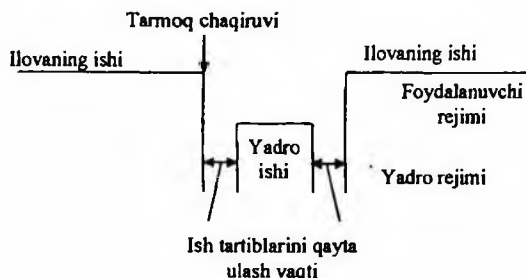 Tarmoq chaqiruvi
Ilovaning ishi
Ilovaning ishi
Foydalanuvchi
rejimi
Yadro
ishi
Yadro rejimi
Ish tartiblarini qayta
ulash vaqti